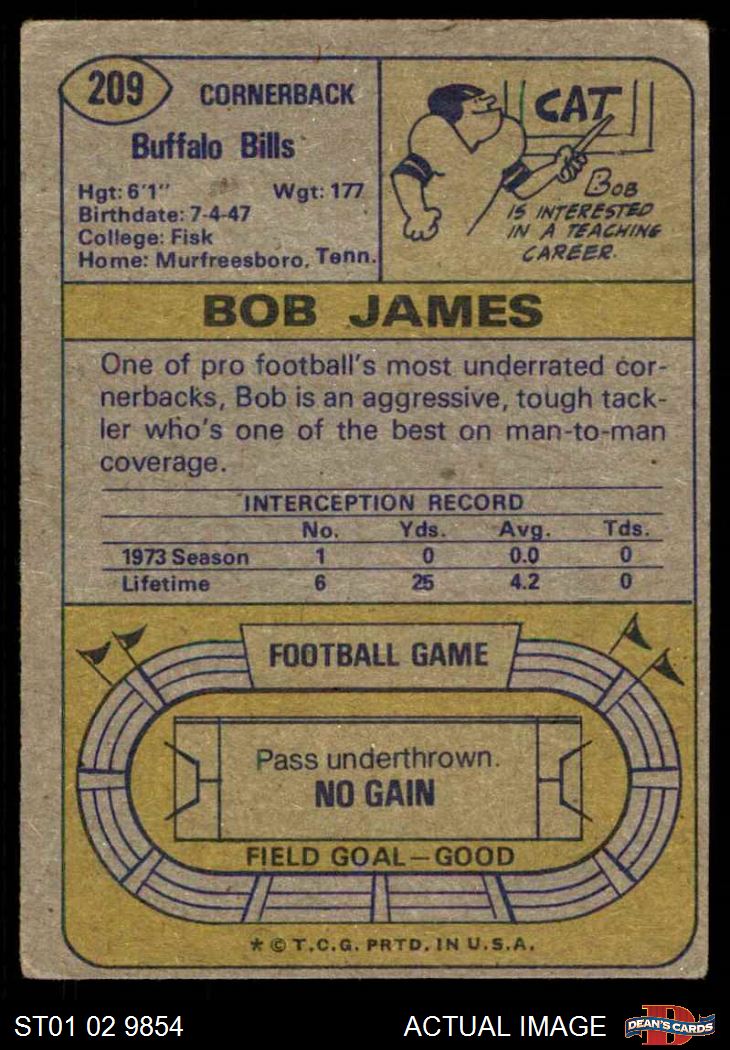 209
CORNERBACK
Buffalo Bills
Hgt: 6'1" Wgt: 177
Birthdate: 7-4-47
College: Fisk
Home: Murfreesboro, Tenn.
CAT
BOB
IS INTERESTED
IN A TEACHING
CAREER.
BOB JAMES
One of pro football's most underrated cor-
nerbacks, Bob is an aggressive, tough tack-
ler who's one of the best on man-to-man
coverage.
INTERCEPTION RECORD
No. Yds. Avg. Tds.
1973 Season 1 0 0.0 0
Lifetime 6 25 4.2 0
FOOTBALL GAME
Pass underthrown.
NO GAIN
FIELD GOAL—GOOD
* © T.C.G. PRTD. IN U.S.A.
ST01 02 9854
ACTUAL IMAGE
D
DEAN'S CARDS